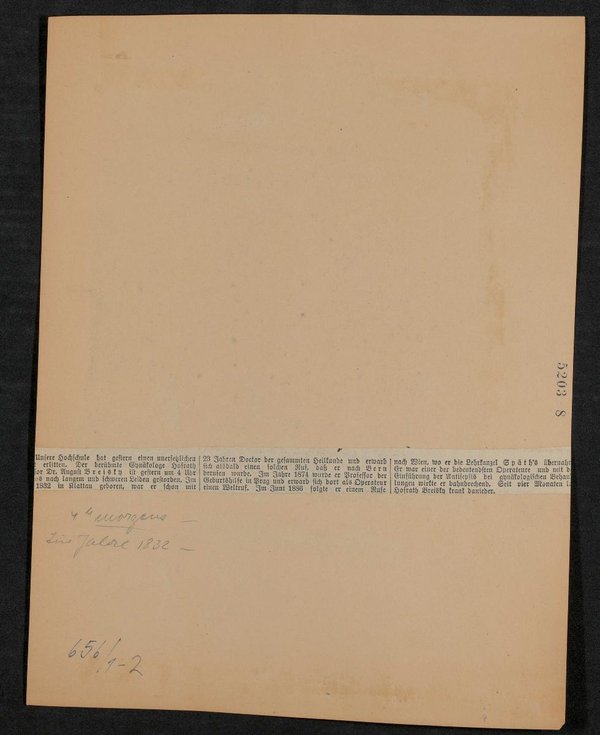 5203 8
Unsere Hochschule hat gestern einen unersetzlichen
erlitten. Der berühmte Gynäkologe Hofrath
Dr. August Breisky ist gestern um 4 Uhr
nach langem und schweren Leiden gestorben. Im
1832 in Klattau geboren, war er schon mit
23 Jahren Doctor der gesammten Heilkunde und erwarb
sich alsbald einen solchen Ruf, daß er nach Bern
berufen wurde. Im Jahre 1874 wurde er Professor der
Geburtshilfe in Prag und erwarb sich dort als Operateur
einen Weltruf. Im Juni 1886 folgte er einem Rufe
nach Wien, wo er die Lehrkanzel Späth's übernahm
Er war einer der bedeutendsten Operateure und mit d
Einführung der Antisepsis bei gynäkologischen Behan
lungen wirkte er bahnbrechend. Seit vier Monaten l
Hofrath Breisky krank danieder.
4 h morgens —
Im Jahre 1832 —
656/1-2